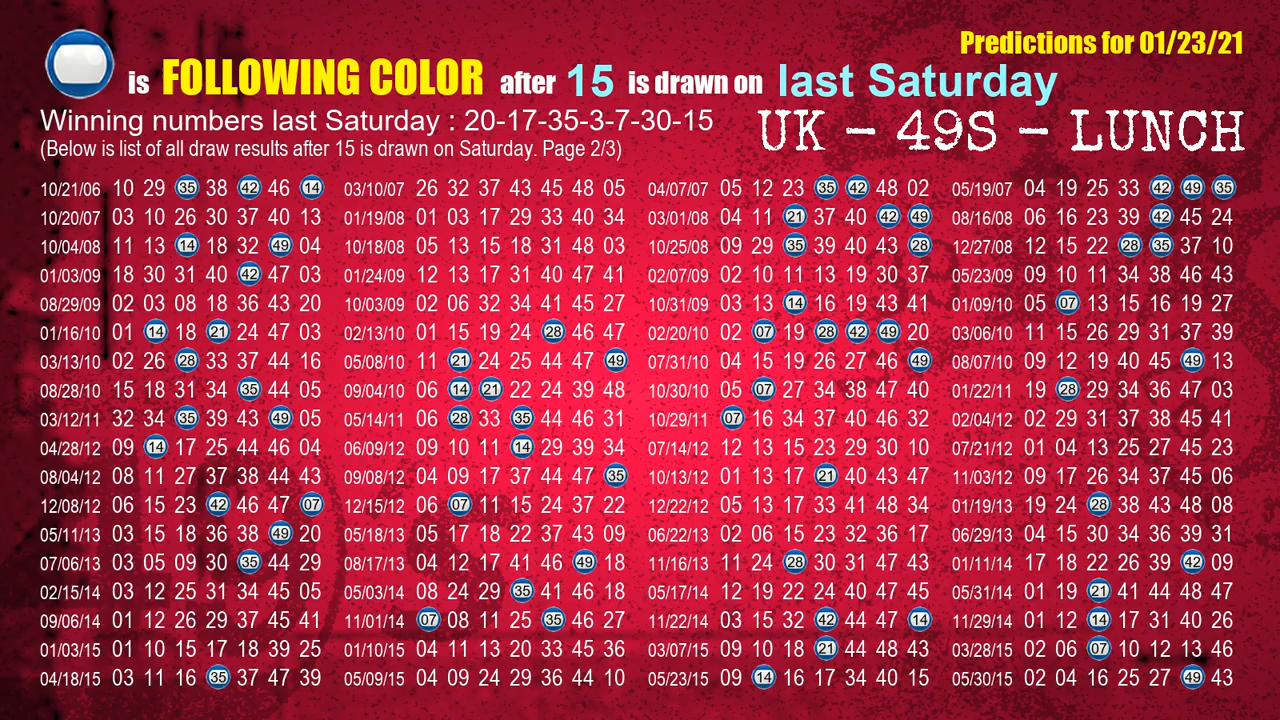 Predictions for 01/23/21
is FOLLOWING COLOR after 15 is drawn on last Saturday
Winning numbers last Saturday : 20-17-35-3-7-30-15
UK - 49S - LUNCH
(Below is list of all draw results after 15 is drawn on Saturday. Page 2/3)
10/21/06 10 29 35 38 42 46 14 03/10/07 26 32 37 43 45 48 05 04/07/07 05 12 23 35 42 48 02 05/19/07 04 19 25 33 42 49 35
10/20/07 03 10 26 30 37 40 13 01/19/08 01 03 17 29 33 40 34 03/01/08 04 11 21 37 40 42 49 08/16/08 06 16 23 39 42 45 24
10/04/08 11 13 14 18 32 49 04 10/18/08 05 13 15 18 31 48 03 10/25/08 09 29 35 39 40 43 28 12/27/08 12 15 22 28 35 37 10
01/03/09 18 30 31 40 42 47 03 01/24/09 12 13 17 31 40 47 41 02/07/09 02 10 11 13 19 30 37 05/23/09 09 10 11 34 38 46 43
08/29/09 02 03 08 18 36 43 20 10/03/09 02 06 32 34 41 45 27 10/31/09 03 13 14 16 19 43 41 01/09/10 05 07 13 15 16 19 27
01/16/10 01 14 18 21 24 47 03 02/13/10 01 15 19 24 28 46 47 02/20/10 02 07 19 28 42 49 20 03/06/10 11 15 26 29 31 37 39
03/13/10 02 26 28 33 37 44 16 05/08/10 11 21 24 25 44 47 49 07/31/10 04 15 19 26 27 46 49 08/07/10 09 12 19 40 45 49 13
08/28/10 15 18 31 34 35 44 05 09/04/10 06 14 21 22 24 39 48 10/30/10 05 07 27 34 38 47 40 01/22/11 19 28 29 34 36 47 03
03/12/11 32 34 35 39 43 49 05 05/14/11 06 28 33 35 44 46 31 10/29/11 07 16 34 37 40 46 32 02/04/12 02 29 31 37 38 45 41
04/28/12 09 14 17 25 44 46 04 06/09/12 09 10 11 14 29 39 34 07/14/12 12 13 15 23 29 30 10 07/21/12 01 04 13 25 27 45 23
08/04/12 08 11 27 37 38 44 43 09/08/12 04 09 17 37 44 47 35 10/13/12 01 13 17 21 40 43 47 11/03/12 09 17 26 34 37 45 06
12/08/12 06 15 23 42 46 47 07 12/15/12 06 07 11 15 24 37 22 12/22/12 05 13 17 33 41 48 34 01/19/13 19 24 28 38 43 48 08
05/11/13 03 15 18 36 38 49 20 05/18/13 05 17 18 22 37 43 09 06/22/13 02 06 15 23 32 36 17 06/29/13 04 15 30 34 36 39 31
07/06/13 03 05 09 30 35 44 29 08/17/13 04 12 17 41 46 49 18 11/16/13 11 24 28 30 31 47 43 01/11/14 17 18 22 26 39 42 09
02/15/14 03 12 25 31 34 45 05 05/03/14 08 24 29 35 41 46 18 05/17/14 12 19 22 24 40 47 45 05/31/14 01 19 21 41 44 48 47
09/06/14 01 12 26 29 37 45 41 11/01/14 07 08 11 25 35 46 27 11/22/14 03 15 32 42 44 47 14 11/29/14 01 12 14 17 31 40 26
01/03/15 01 10 15 17 18 39 25 01/10/15 04 11 13 20 33 45 36 03/07/15 09 10 18 21 44 48 43 03/28/15 02 06 07 10 12 13 46
04/18/15 03 11 16 35 37 47 39 05/09/15 04 09 24 29 36 44 10 05/23/15 09 14 16 17 34 40 15 05/30/15 02 04 16 25 27 49 43